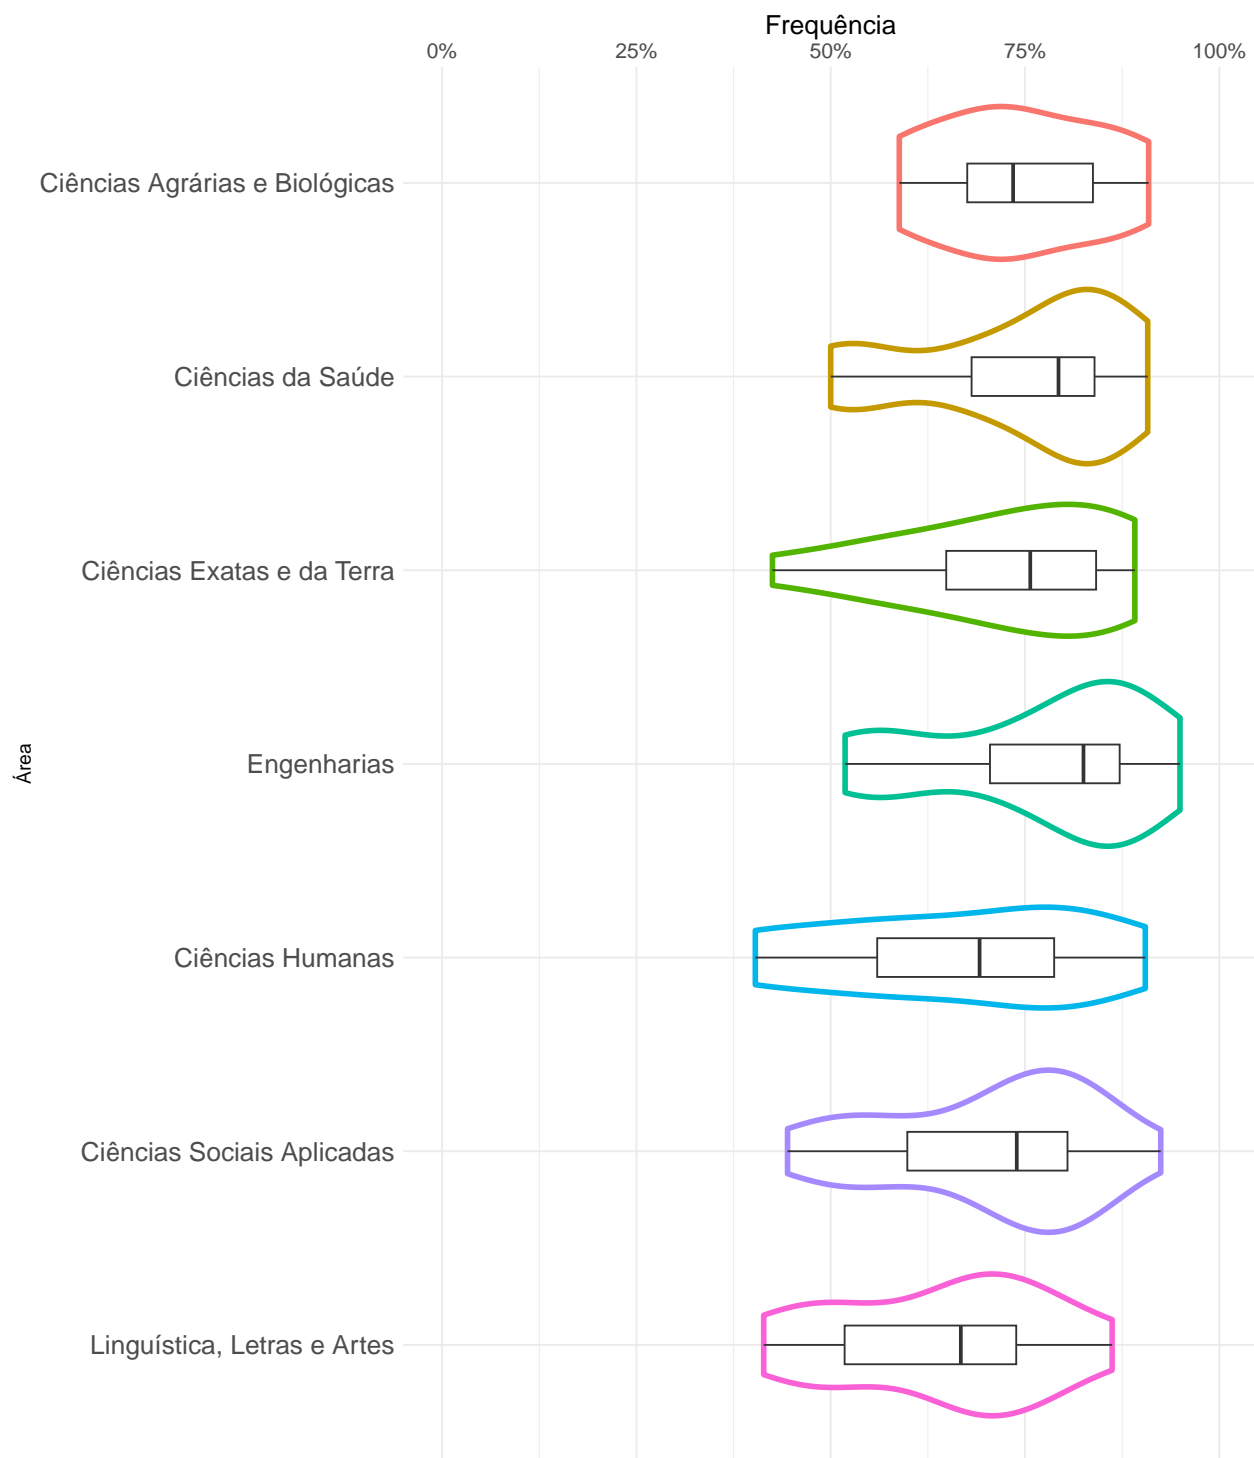 Frequência
0% 25% 50% 75% 100%
Ciências Agrárias e Biológicas
Ciências da Saúde
Ciências Exatas e da Terra
Engenharias
Área
Ciências Humanas
Ciências Sociais Aplicadas
Linguística, Letras e Artes